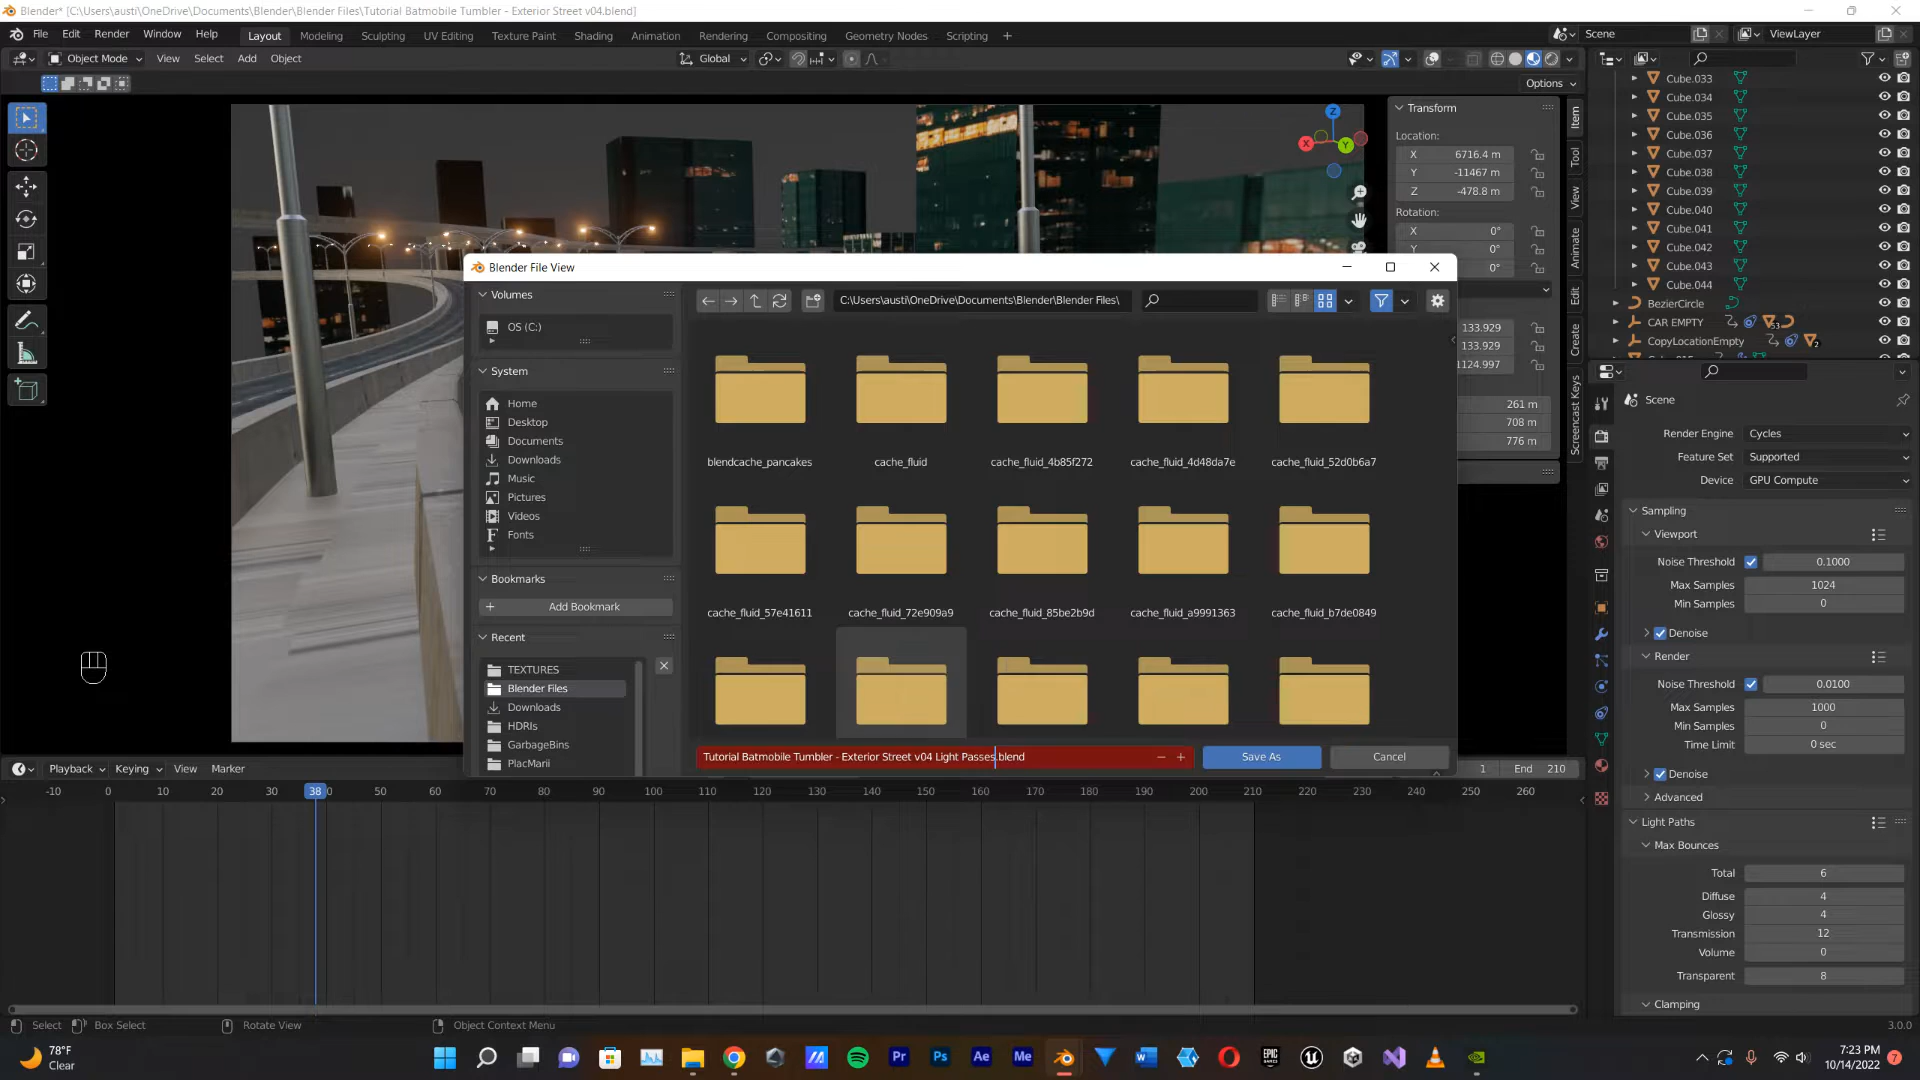 Blender* [C:\Users\austi\OneDrive\Documents\Blender\Blender Files\Tutorial Batmobile Tumbler - Exterior Street v04.blend]
File Edit Render Window Help Layout Modeling Sculpting UV Editing Texture Paint Shading Animation Rendering Compositing Geometry Nodes Scripting + Scene ViewLayer
Object Mode View Select Add Object Global
Options
Transform
Location:
X 6716.4 m
Y -11467 m
Z -478.8 m
Rotation:
X 0°
Y 0°
0°
133.929
133.929
1124.997
261 m
708 m
776 m
Item
Tool
View
Animate
Edit
Create
Screencast Keys
X
Y
Z
Cube.033
Cube.034
Cube.035
Cube.036
Cube.037
Cube.038
Cube.039
Cube.040
Cube.041
Cube.042
Cube.043
Cube.044
BezierCircle
CAR EMPTY 53
CopyLocationEmpty 2
Scene
Render Engine Cycles
Feature Set Supported
Device GPU Compute
Sampling
Viewport
Noise Threshold 0.1000
Max Samples 1024
Min Samples 0
Denoise
Render
Noise Threshold 0.0100
Max Samples 1000
Min Samples 0
Time Limit 0 sec
Denoise
Advanced
Light Paths
Max Bounces
Total 6
Diffuse 4
Glossy 4
Transmission 12
Volume 0
Transparent 8
Clamping
Blender File View
Volumes
OS (C:)
System
Home
Desktop
Documents
Downloads
Music
Pictures
Videos
Fonts
Bookmarks
Add Bookmark
Recent
TEXTURES
Blender Files
Downloads
HDRIs
GarbageBins
PlacMarii
C:\Users\austi\OneDrive\Documents\Blender\Blender Files\
blendcache_pancakes cache_fluid cache_fluid_4b85f272 cache_fluid_4d48da7e cache_fluid_52d0b6a7
cache_fluid_57e41611 cache_fluid_72e909a9 cache_fluid_85be2b9d cache_fluid_a9991363 cache_fluid_b7de0849
Tutorial Batmobile Tumbler - Exterior Street v04 Light Passes.blend
Save As Cancel
Playback Keying View Marker 1 End 210
-10 0 10 20 38 50 60 70 80 90 100 110 120 130 140 150 160 170 180 190 200 210 220 230 240 250 260
Select Box Select Rotate View Object Context Menu 3.0.0
78°F
Clear
Pr Ps Ae Me W EPIC GAMES
7:23 PM
10/14/2022
7